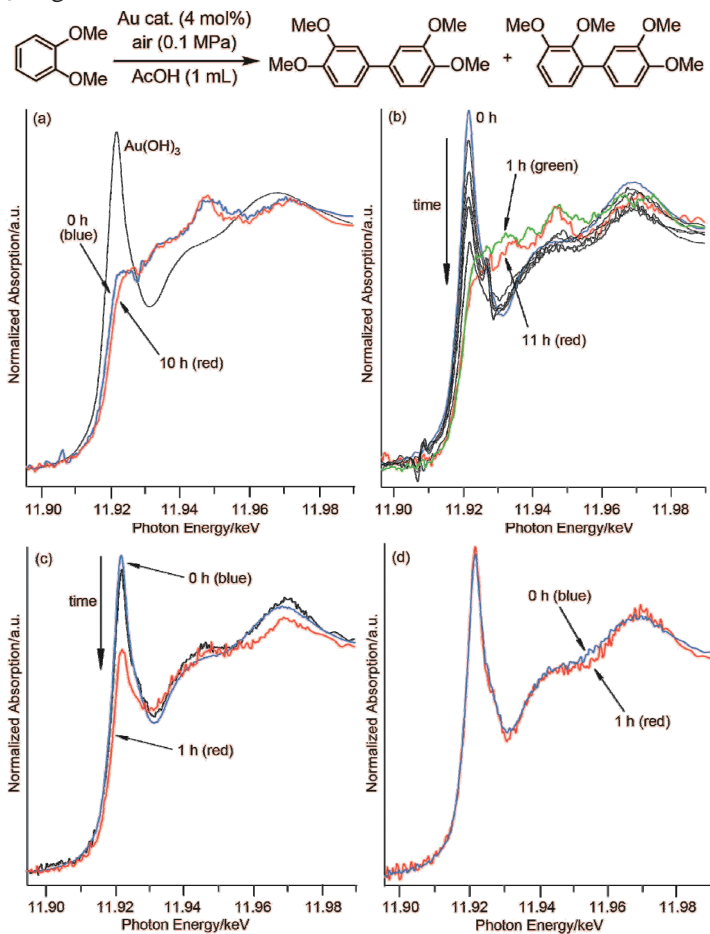 Au cat. (4 mol%)
air (0.1 MPa)
AcOH (1 mL)
OMe
OMe
OMe
OMe
MeO
MeO
+
OMe
OMe
MeO
OMe
OMe
(a)
Au(OH)3
0 h
(blue)
10 h (red)
Normalized Absorption/a.u.
11.90 11.92 11.94 11.96 11.98
Photon Energy/keV
(b)
0 h
1 h (green)
time
11 h (red)
Normalized Absorption/a.u.
11.90 11.92 11.94 11.96 11.98
Photon Energy/keV
(c)
0 h (blue)
time
1 h (red)
Normalized Absorption/a.u.
11.90 11.92 11.94 11.96 11.98
Photon Energy/keV
(d)
0 h (blue)
1 h (red)
Normalized Absorption/a.u.
11.90 11.92 11.94 11.96 11.98
Photon Energy/keV